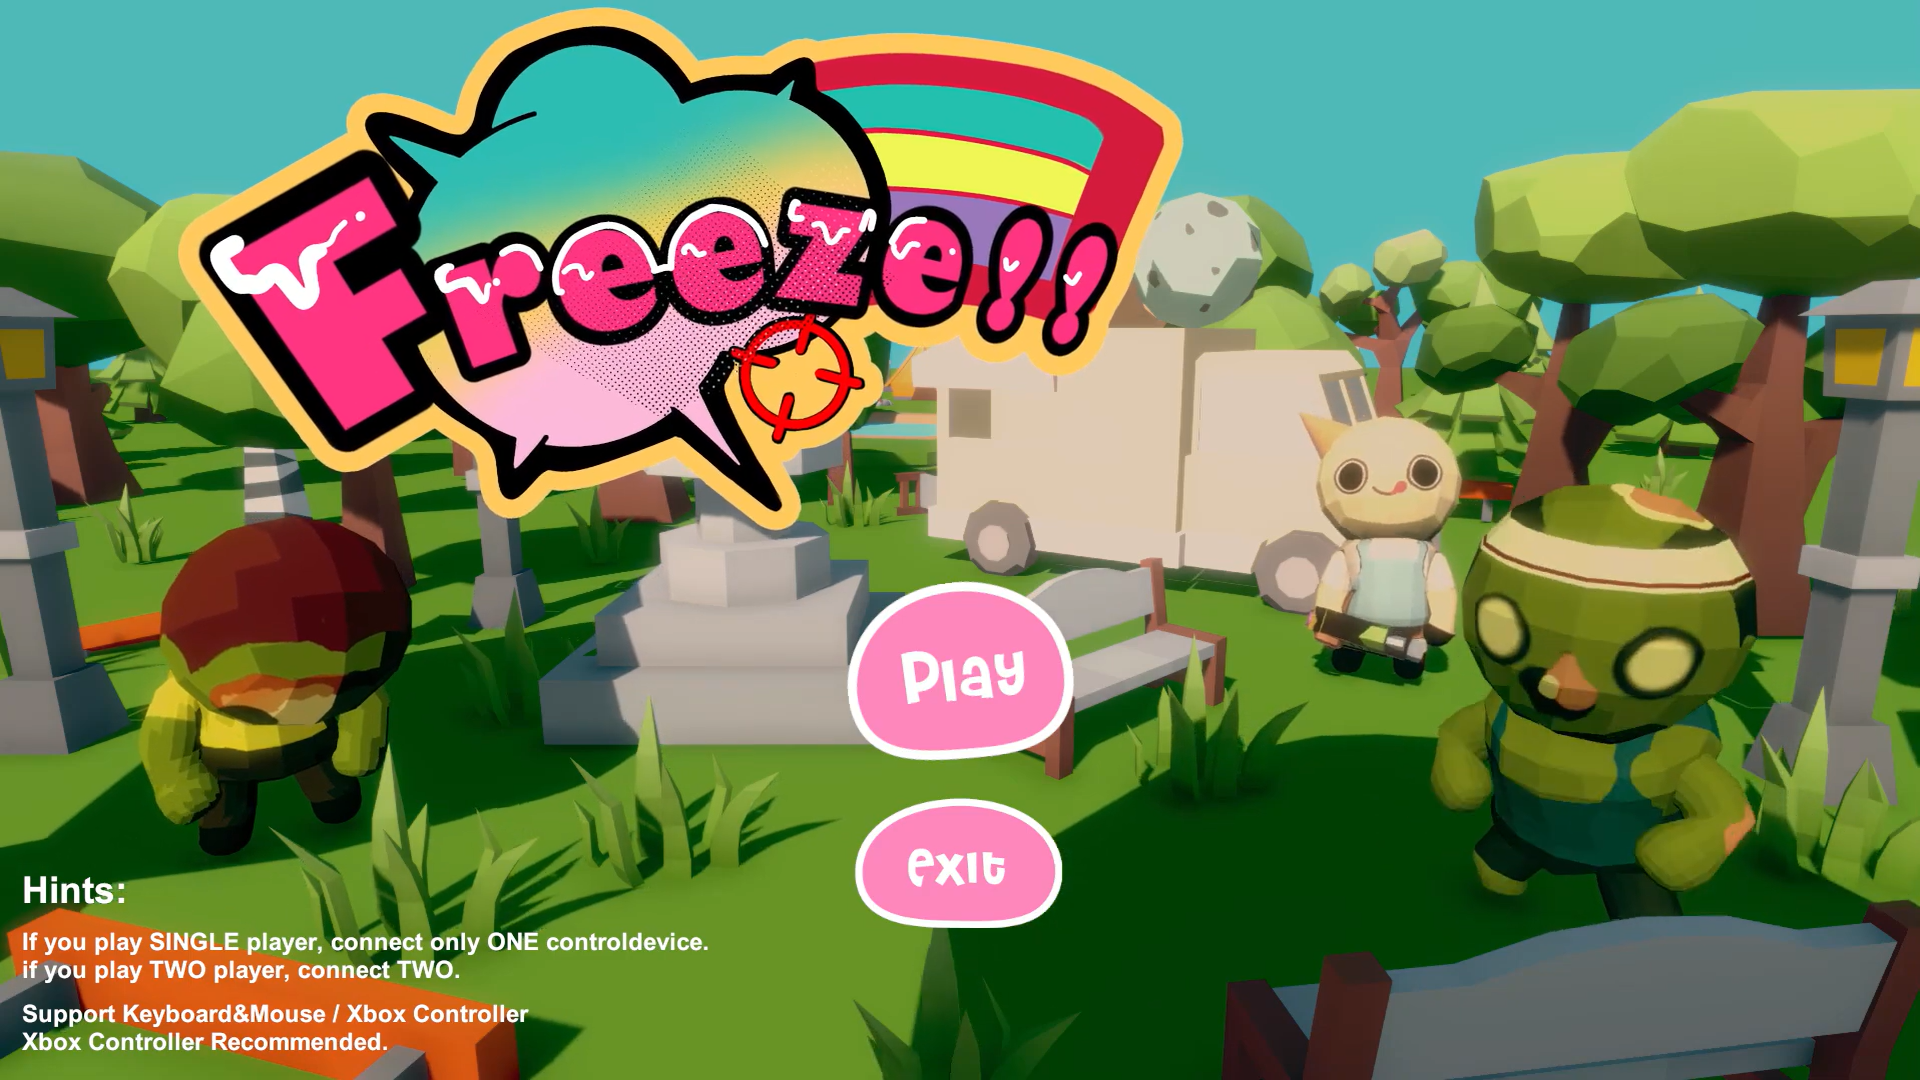 Freeze!!
Play
exit
Hints:
If you play SINGLE player, connect only ONE controldevice.
if you play TWO player, connect TWO.
Support Keyboard&Mouse / Xbox Controller
Xbox Controller Recommended.